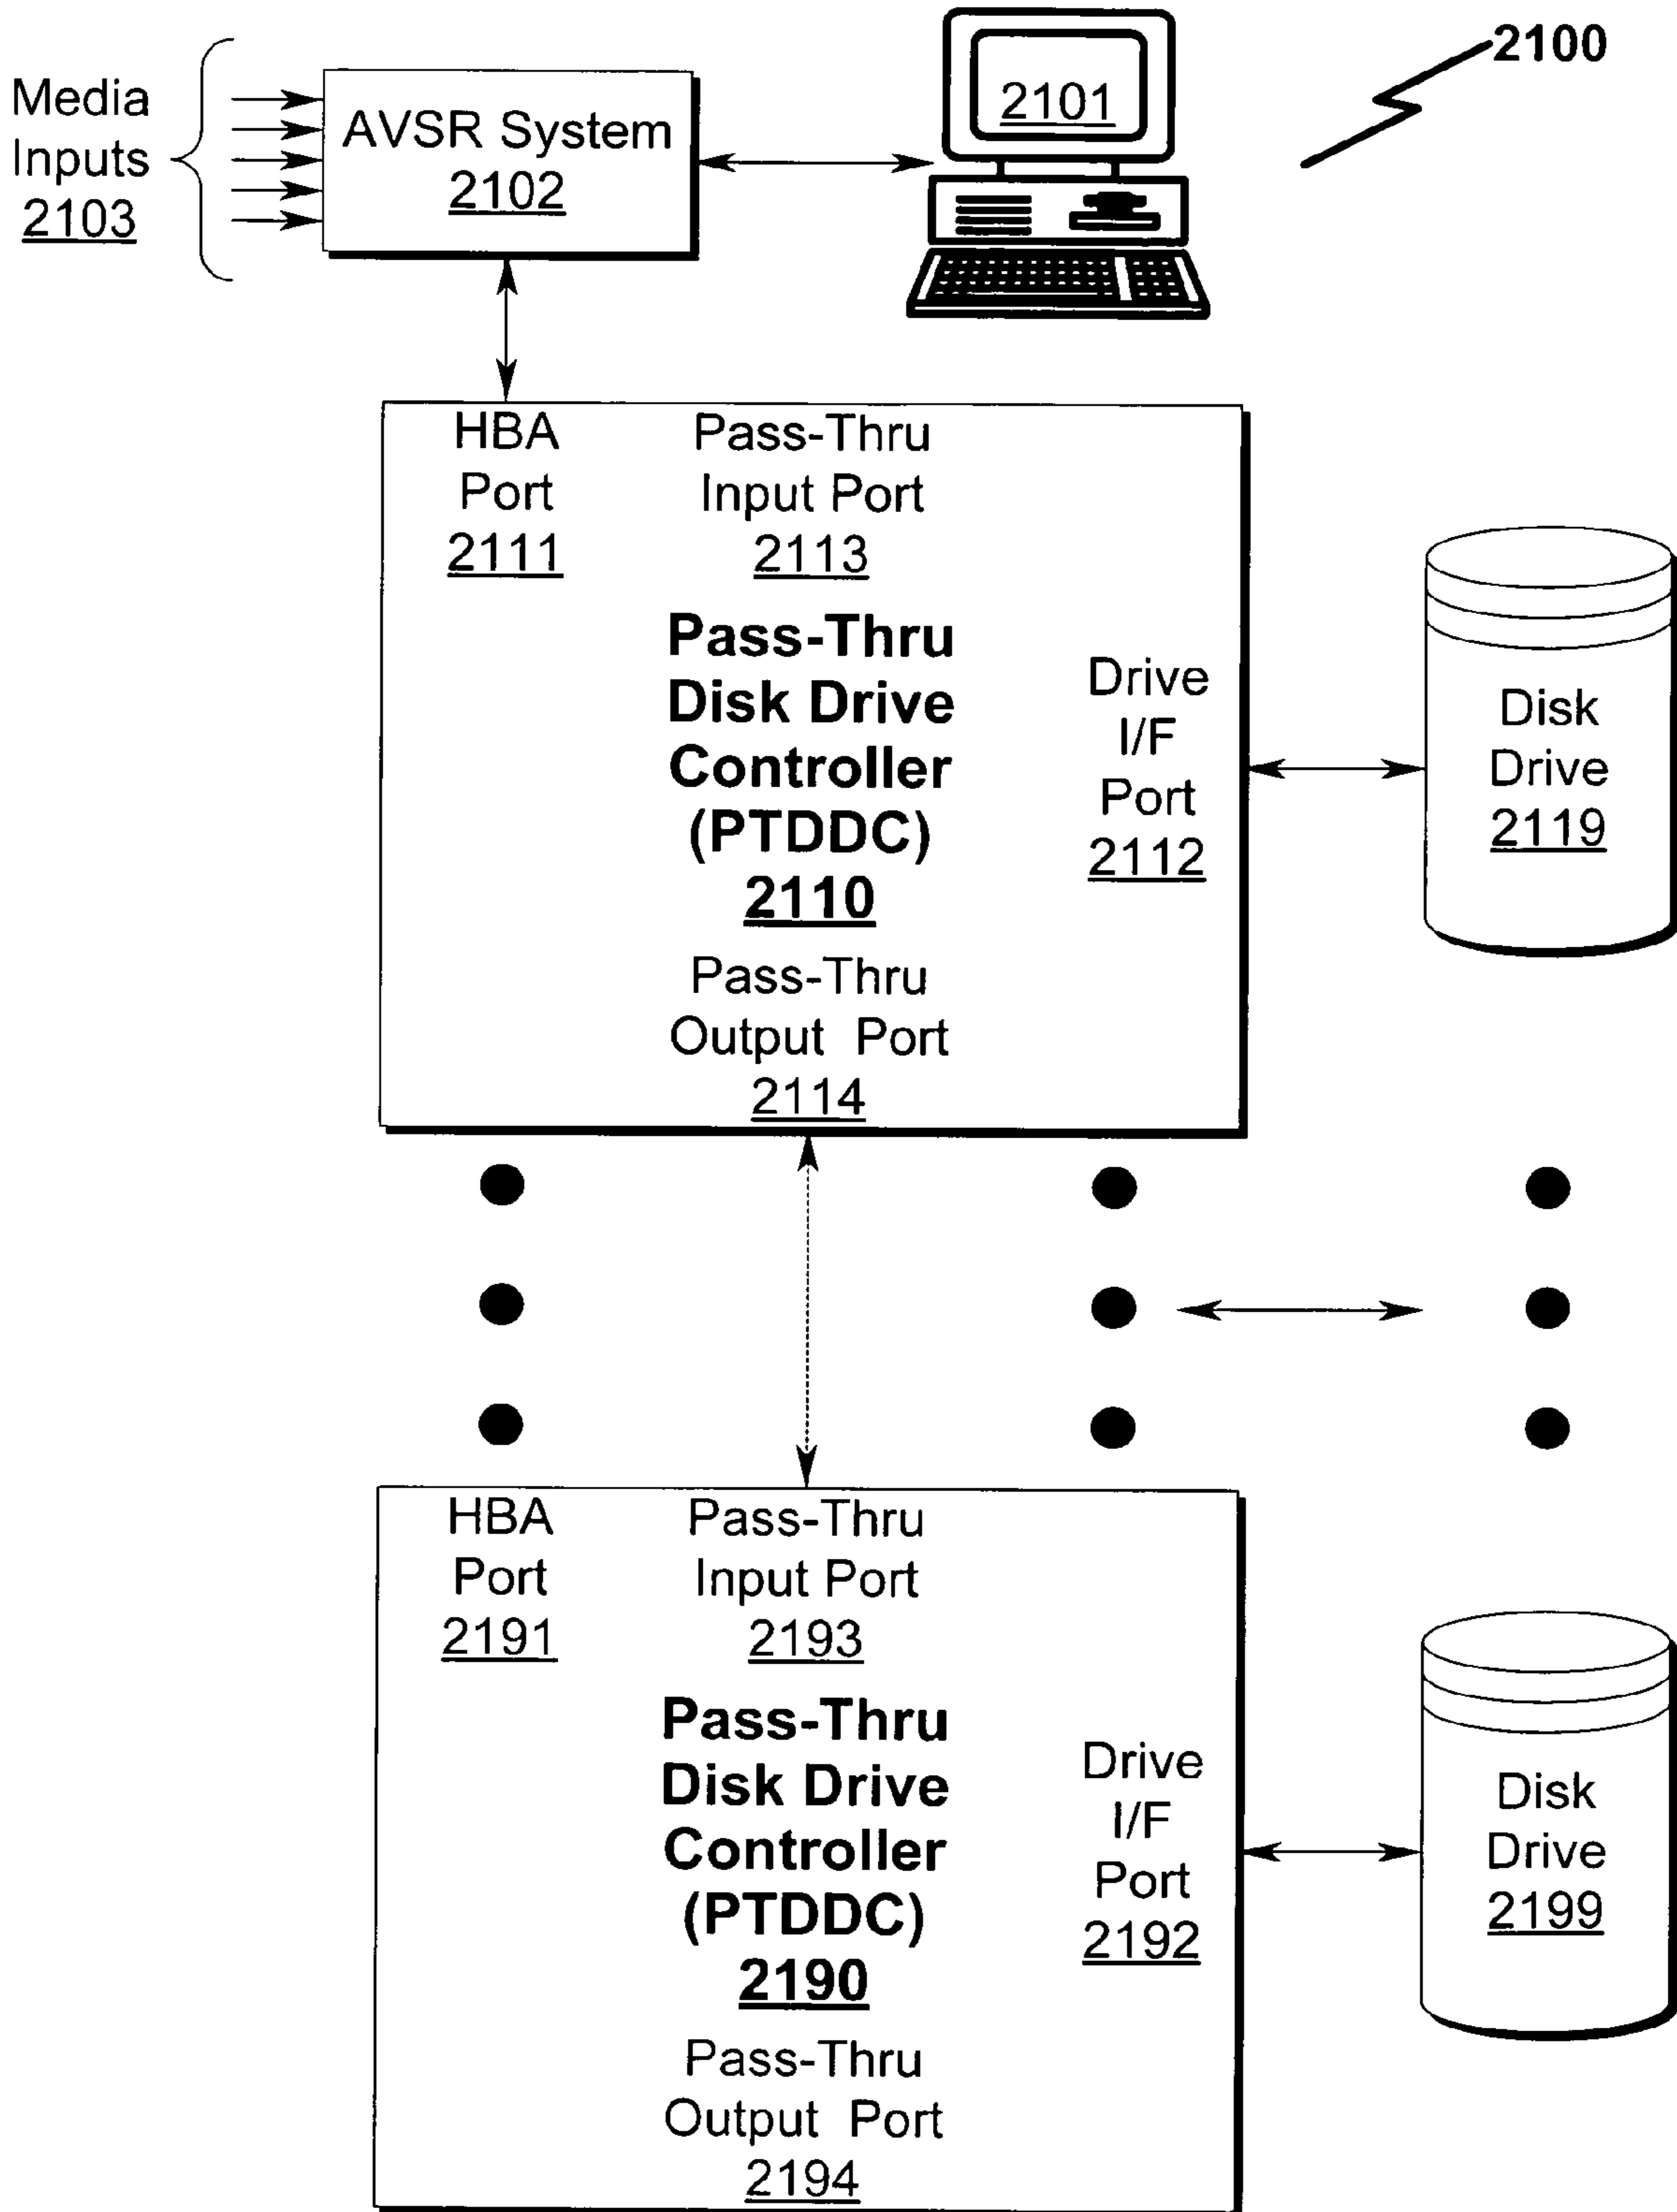 2100
Media
Inputs
2103
AVSR System
2102
2101
HBA
Port
2111
Pass-Thru
Input Port
2113
Pass-Thru
Disk Drive
Controller
(PTDDC)
2110
Drive
I/F
Port
2112
Disk
Drive
2119
Pass-Thru
Output Port
2114
HBA
Port
2191
Pass-Thru
Input Port
2193
Pass-Thru
Disk Drive
Controller
(PTDDC)
2190
Drive
I/F
Port
2192
Disk
Drive
2199
Pass-Thru
Output Port
2194